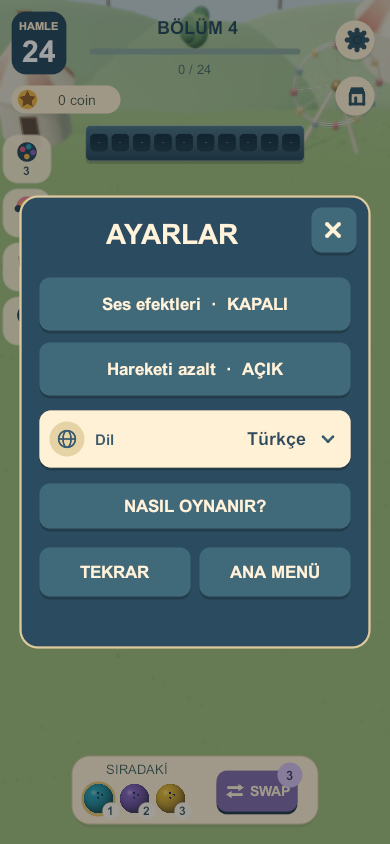 HAMLE
24
BÖLÜM 4
0 / 24
0 coin
3
AYARLAR
Ses efektleri · KAPALI
Hareketi azalt · AÇIK
Dil
Türkçe
NASIL OYNANIR?
TEKRAR
ANA MENÜ
SIRADAKİ
1
2
3
SWAP
3